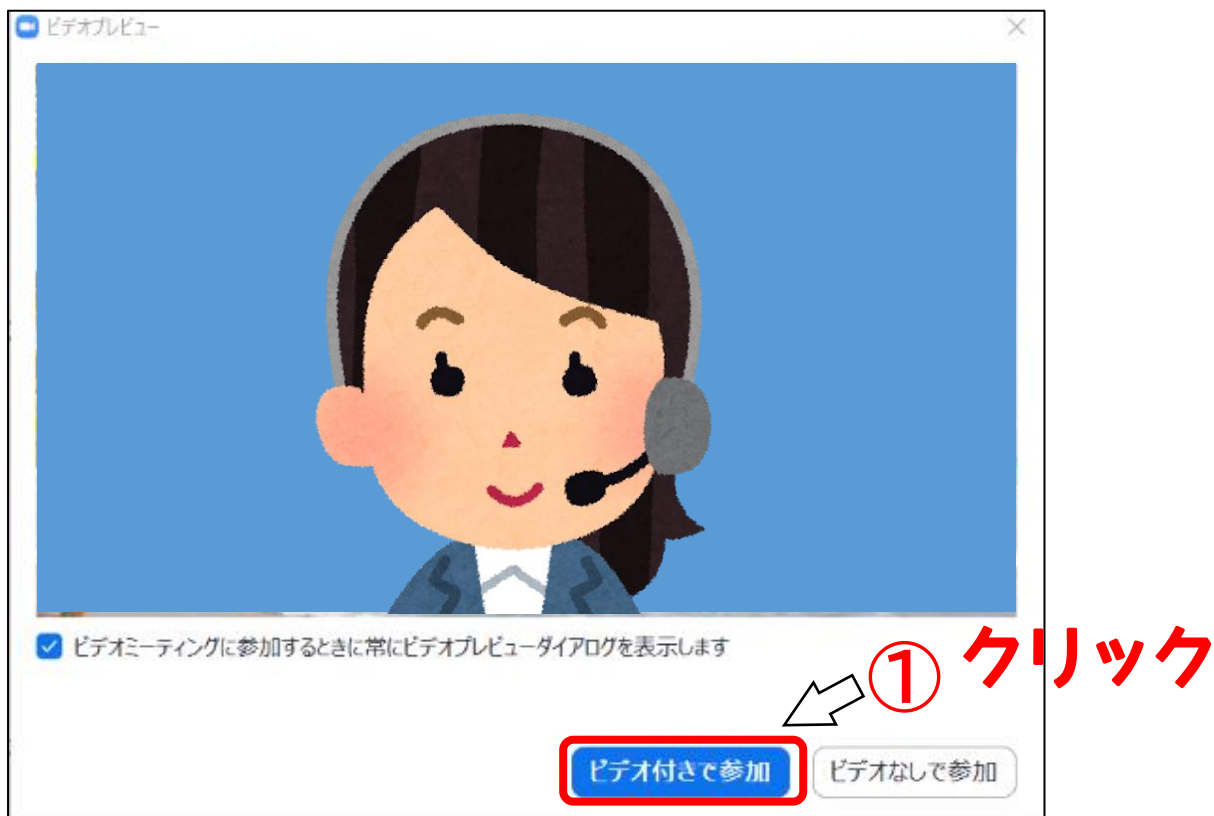 ビデオプレビュー
ビデオミーティングに参加するときに常にビデオプレビューダイアログを表示します
① クリック
ビデオ付きで参加
ビデオなしで参加